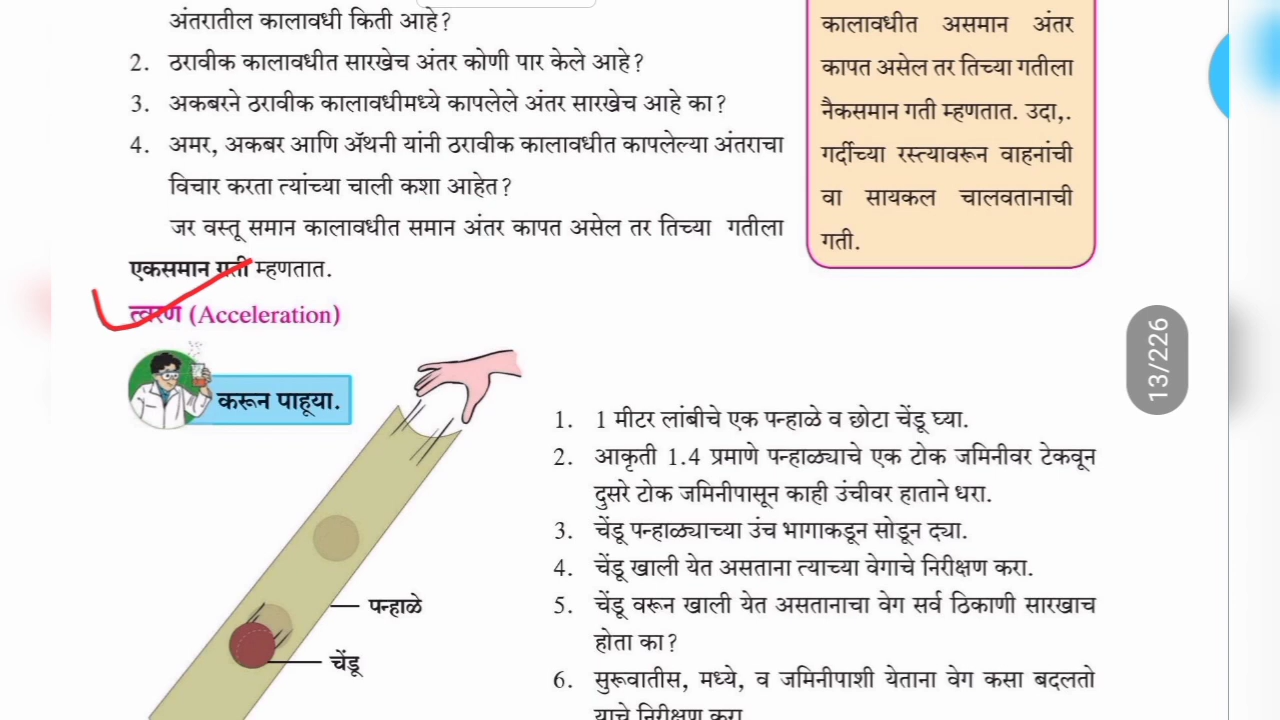 अंतरातील कालावधी किती आहे?
2. ठरावीक कालावधीत सारखेच अंतर कोणी पार केले आहे?
3. अकबरने ठरावीक कालावधीमध्ये कापलेले अंतर सारखेच आहे का?
4. अमर, अकबर आणि ॲथनी यांनी ठरावीक कालावधीत कापलेल्या अंतराचा
विचार करता त्यांच्या चाली कशा आहेत?
जर वस्तू समान कालावधीत समान अंतर कापत असेल तर तिच्या गतीला
एकसमान गती म्हणतात.
कालावधीत असमान अंतर
कापत असेल तर तिच्या गतीला
नैकसमान गती म्हणतात. उदा,.
गर्दीच्या रस्त्यावरून वाहनांची
वा सायकल चालवतानाची
गती.
त्वरण (Acceleration)
करून पाहूया.
पन्हाळे
चेंडू
1. 1 मीटर लांबीचे एक पन्हाळे व छोटा चेंडू घ्या.
2. आकृती 1.4 प्रमाणे पन्हाळ्याचे एक टोक जमिनीवर टेकवून
दुसरे टोक जमिनीपासून काही उंचीवर हाताने धरा.
3. चेंडू पन्हाळ्याच्या उंच भागाकडून सोडून द्या.
4. चेंडू खाली येत असताना त्याच्या वेगाचे निरीक्षण करा.
5. चेंडू वरून खाली येत असतानाचा वेग सर्व ठिकाणी सारखाच
होता का?
6. सुरूवातीस, मध्ये, व जमिनीपाशी येताना वेग कसा बदलतो
याचे निरीक्षण करा.
13/226